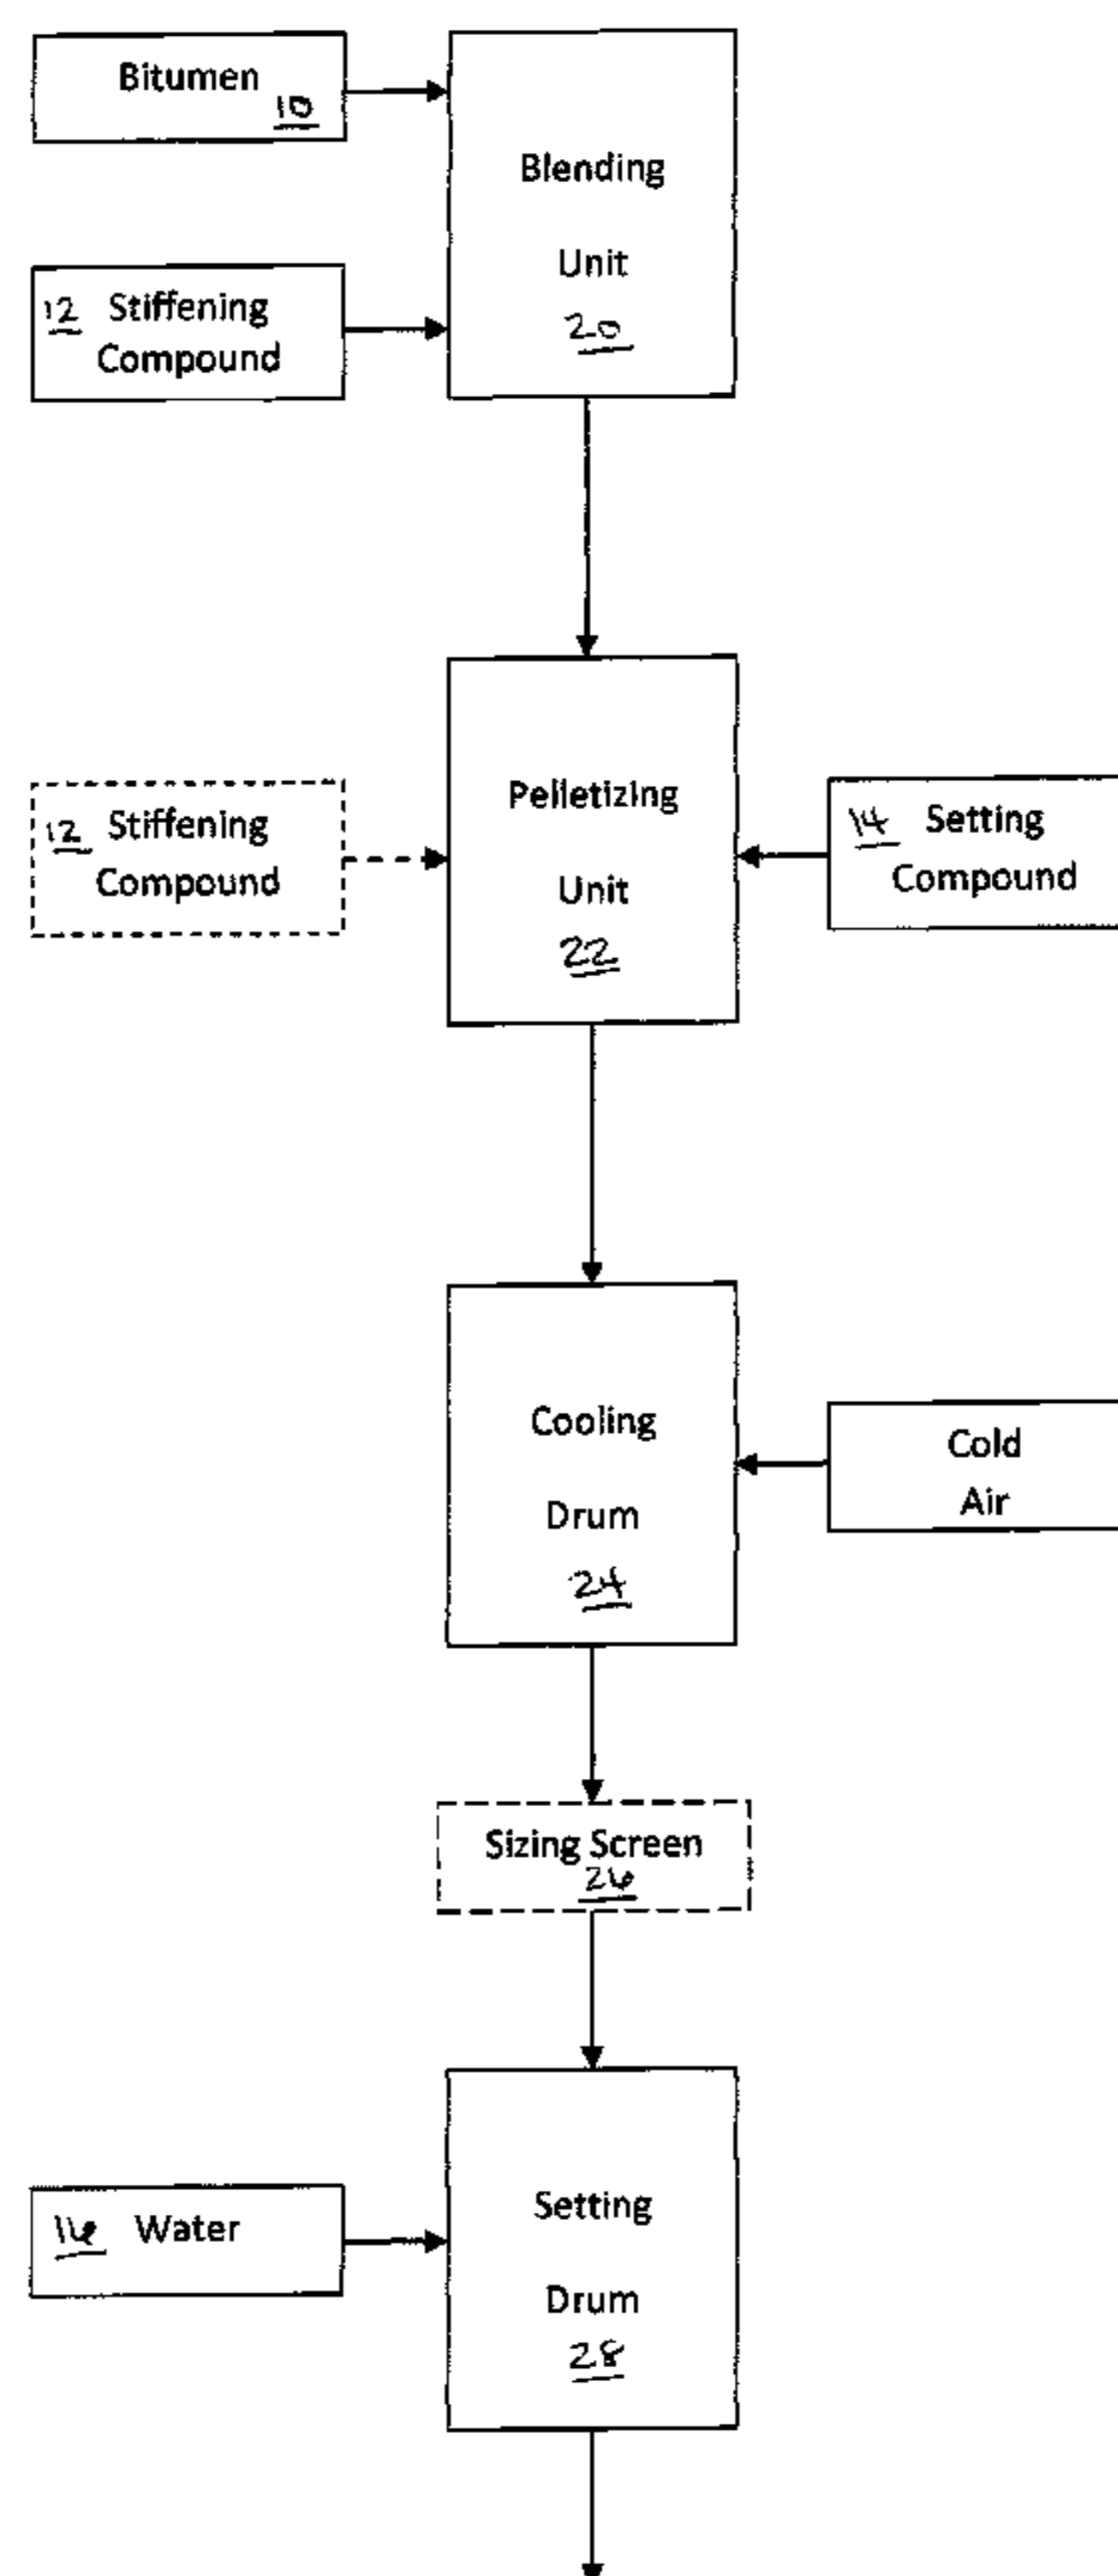 Bitumen
10
Blending
Unit
20
12 Stiffening
Compound
Pelletizing
Unit
22
12 Stiffening
Compound
14 Setting
Compound
Cooling
Drum
24
Cold
Air
Sizing Screen
26
Setting
Drum
28
16 Water